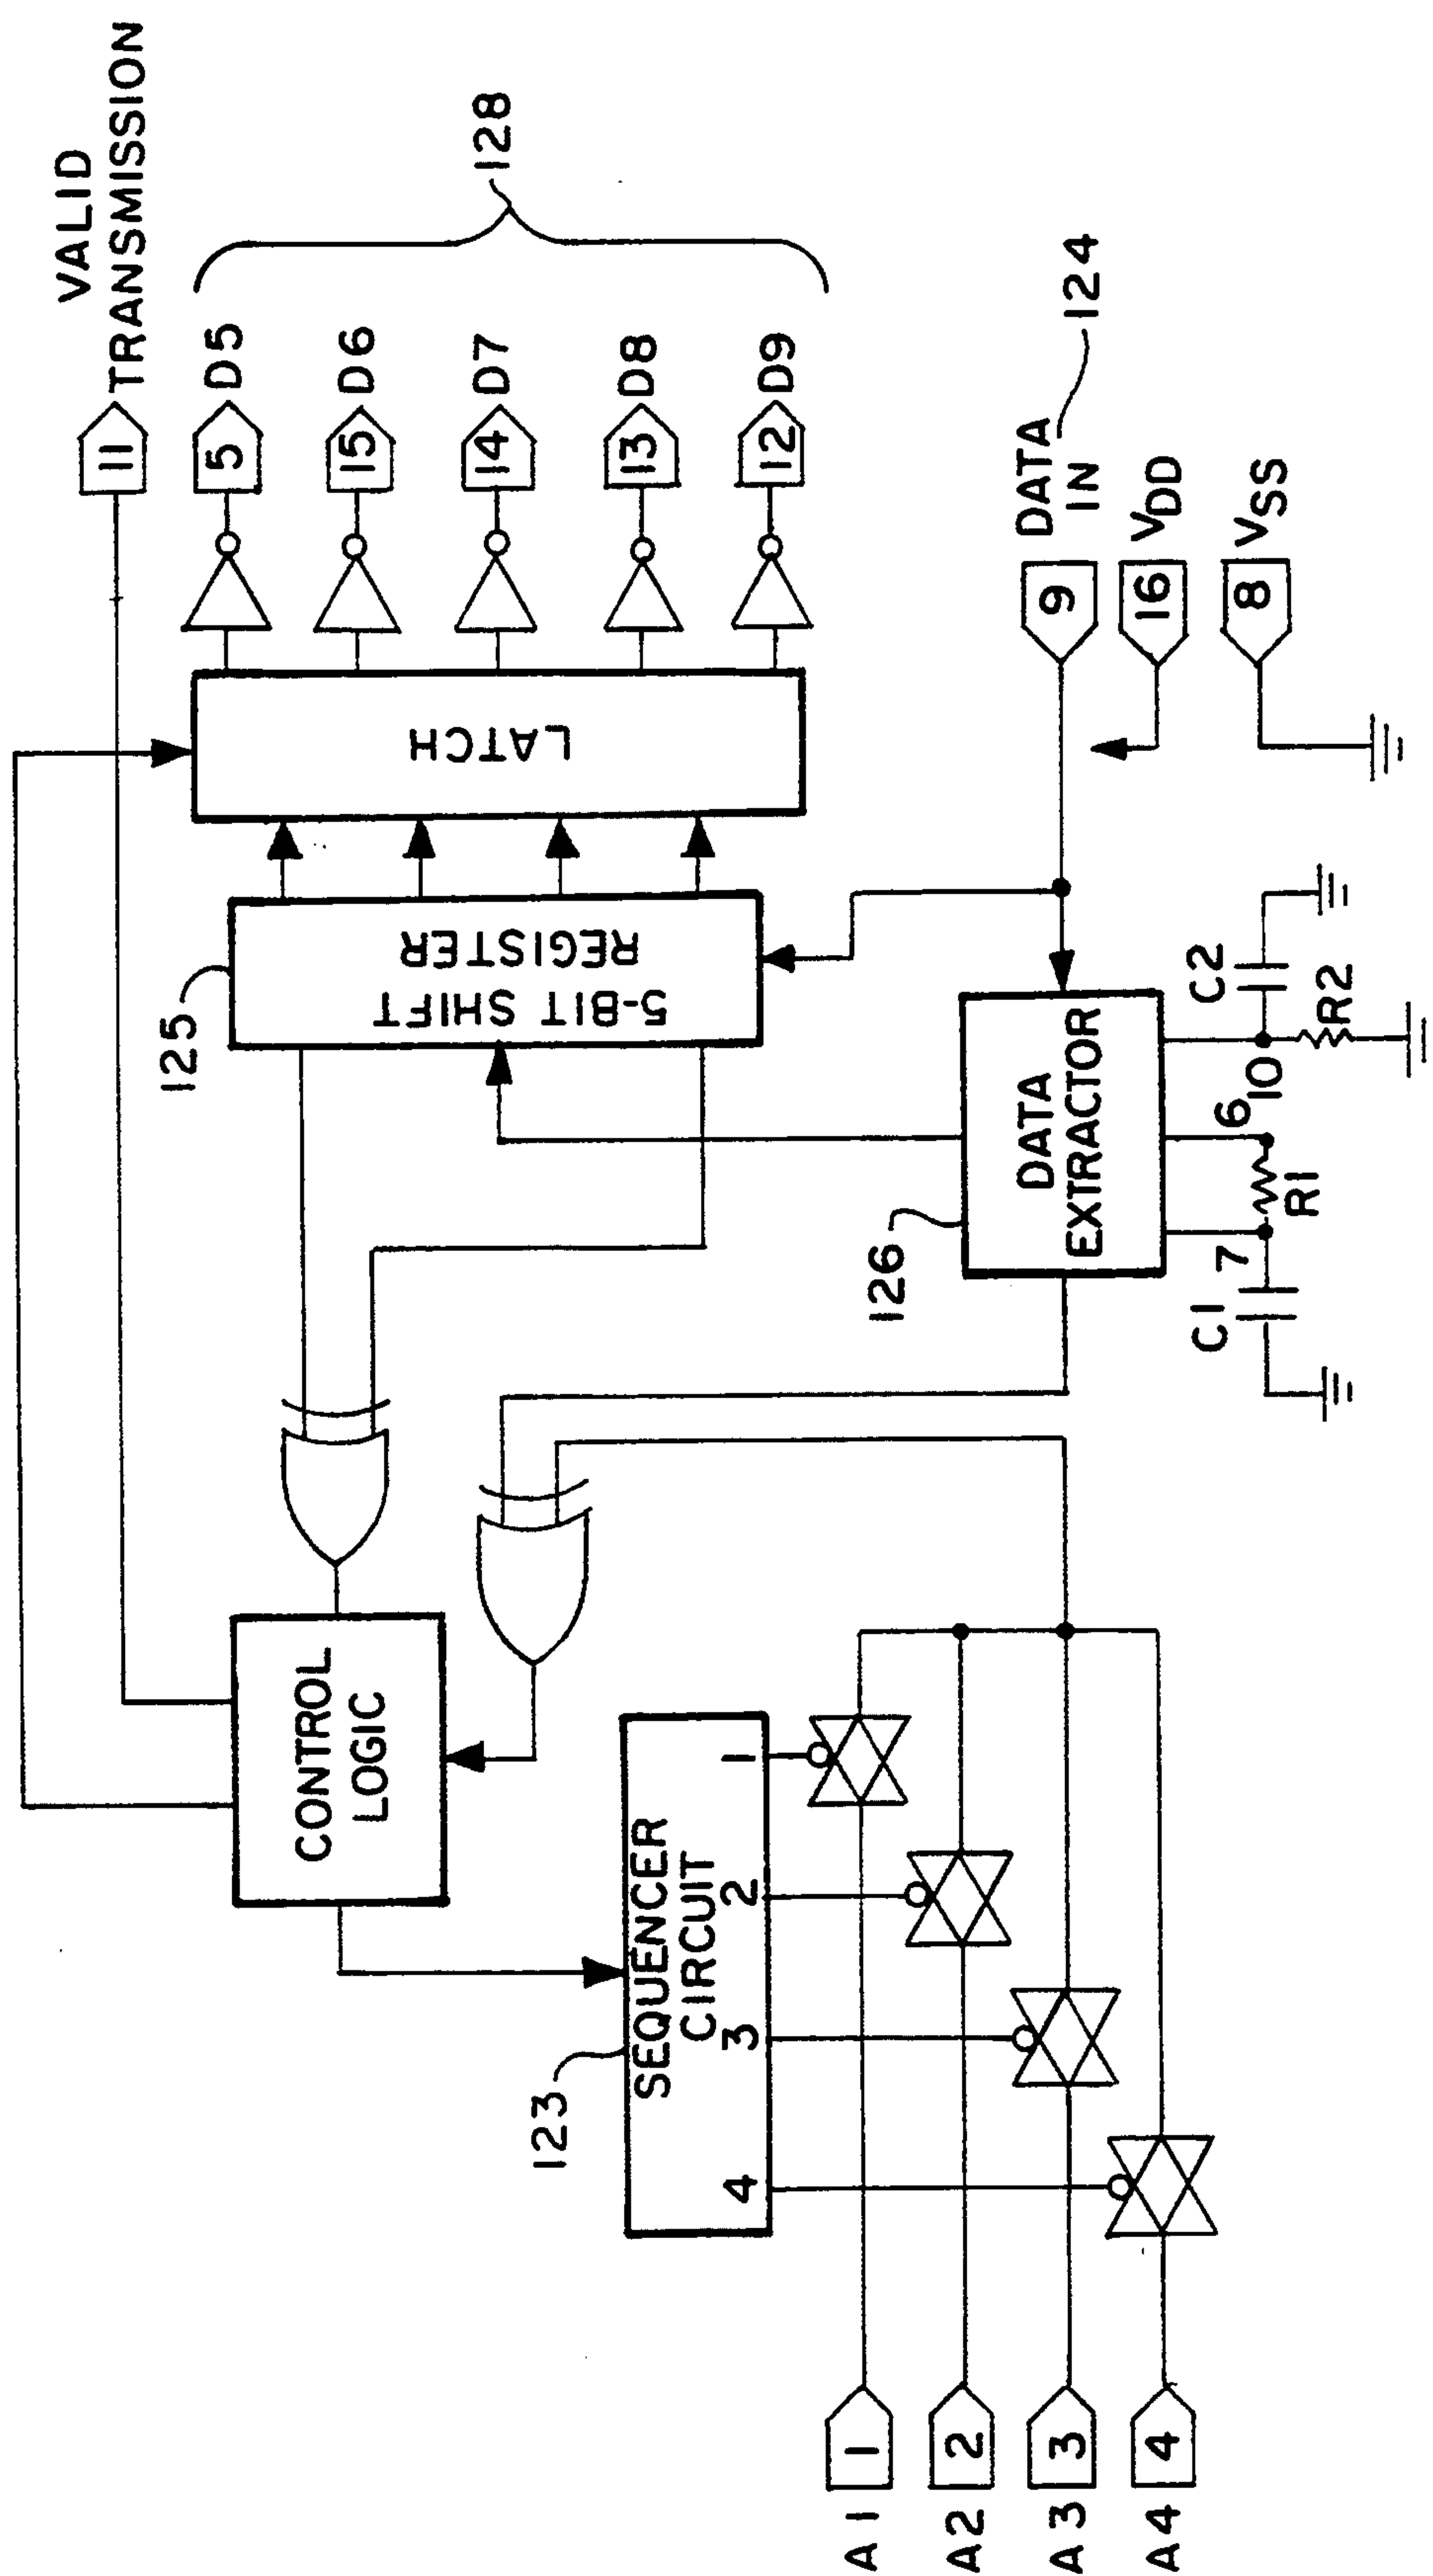 VALID
TRANSMISSION
11
5 D5
15 D6
14 D7
13 D8
12 D9
128
CONTROL
LOGIC
125
5-BIT SHIFT
REGISTER
LATCH
123
SEQUENCER
CIRCUIT
4 3 2 1
126
DATA
EXTRACTOR
DATA
IN
9
124
16 VDD
8 VSS
C1
7
R1
6
10
C2
R2
A1 1
A2 2
A3 3
A4 4